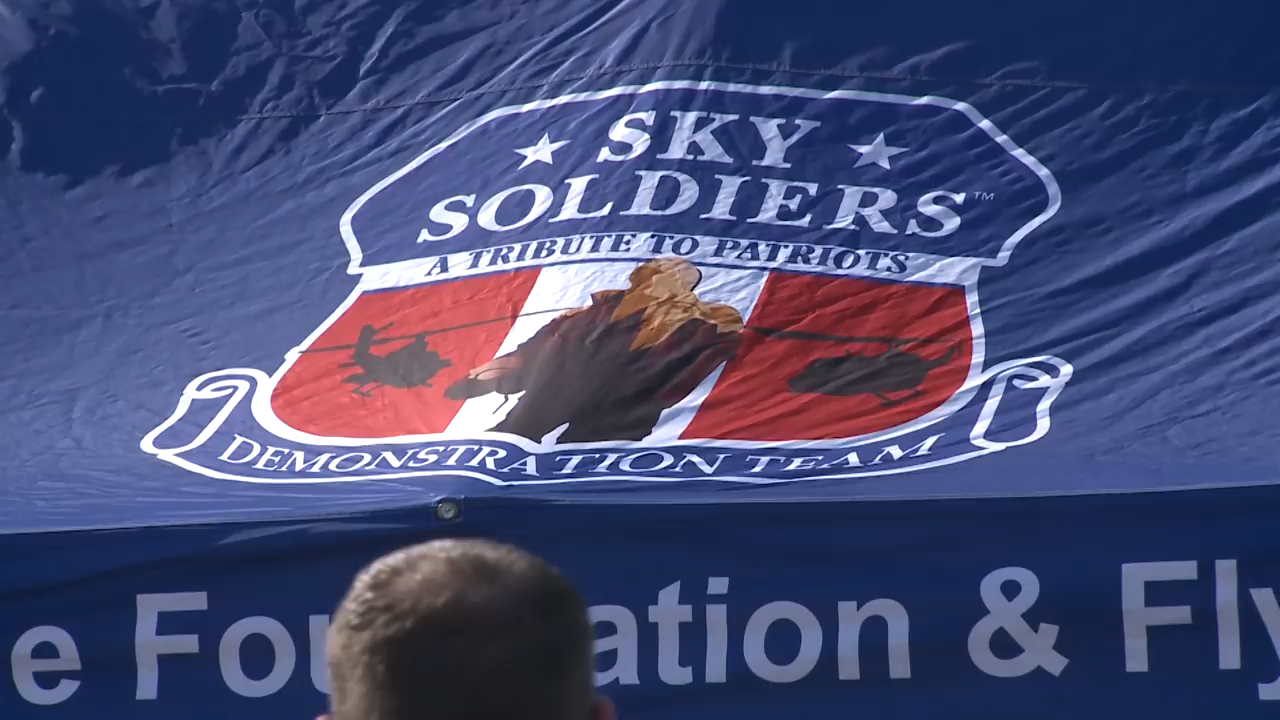 SKY
SOLDIERS™
A TRIBUTE TO PATRIOTS
DEMONSTRATION TEAM
e Fou ation & Fly